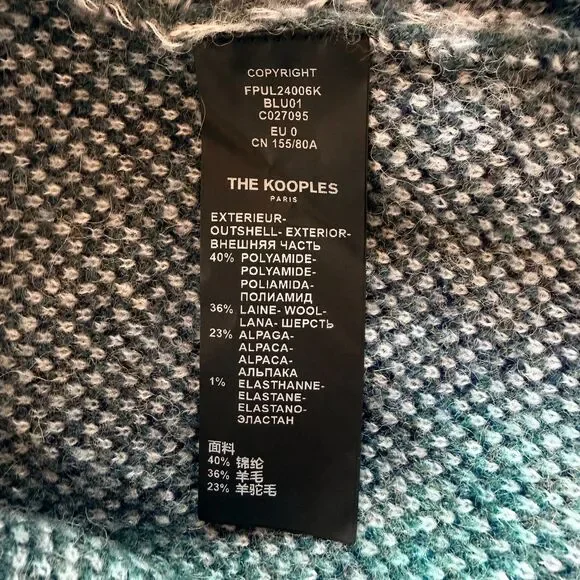 COPYRIGHT
FPUL24006K
BLU01
C027095
EU 0
CN 155/80A
THE KOOPLES
PARIS
EXTERIEUR-
OUTSHELL- EXTERIOR-
ВНЕШНЯЯ ЧАСТЬ
40% POLYAMIDE-
POLYAMIDE-
POLIAMIDA-
ПОЛИАМИД
36% LAINE- WOOL-
LANA- ШЕРСТЬ
23% ALPAGA-
ALPACA-
ALPACA-
АЛЬПАКА
1% ELASTHANNE-
ELASTANE-
ELASTANO-
ЭЛАСТАН
面料
40% 锦纶
36% 羊毛
23% 羊驼毛